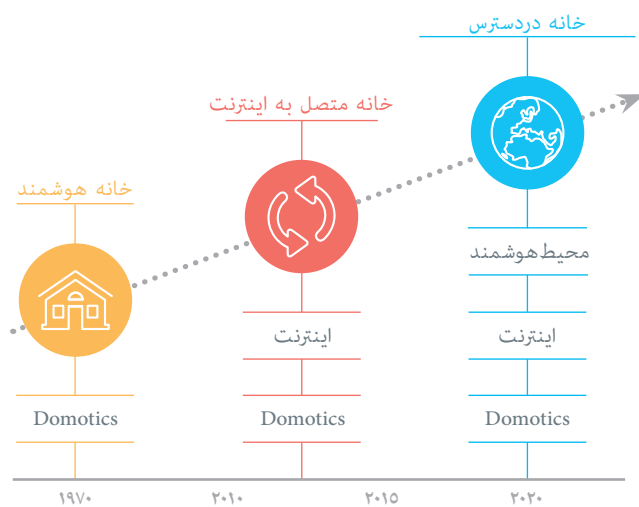 خانه دردسترس
خانه متصل به اینترنت
خانه هوشمند
محیط هوشمند
اینترنت
اینترنت
Domotics
Domotics
Domotics
۱۹۷۰
۲۰۱۰
۲۰۱۵
۲۰۲۰